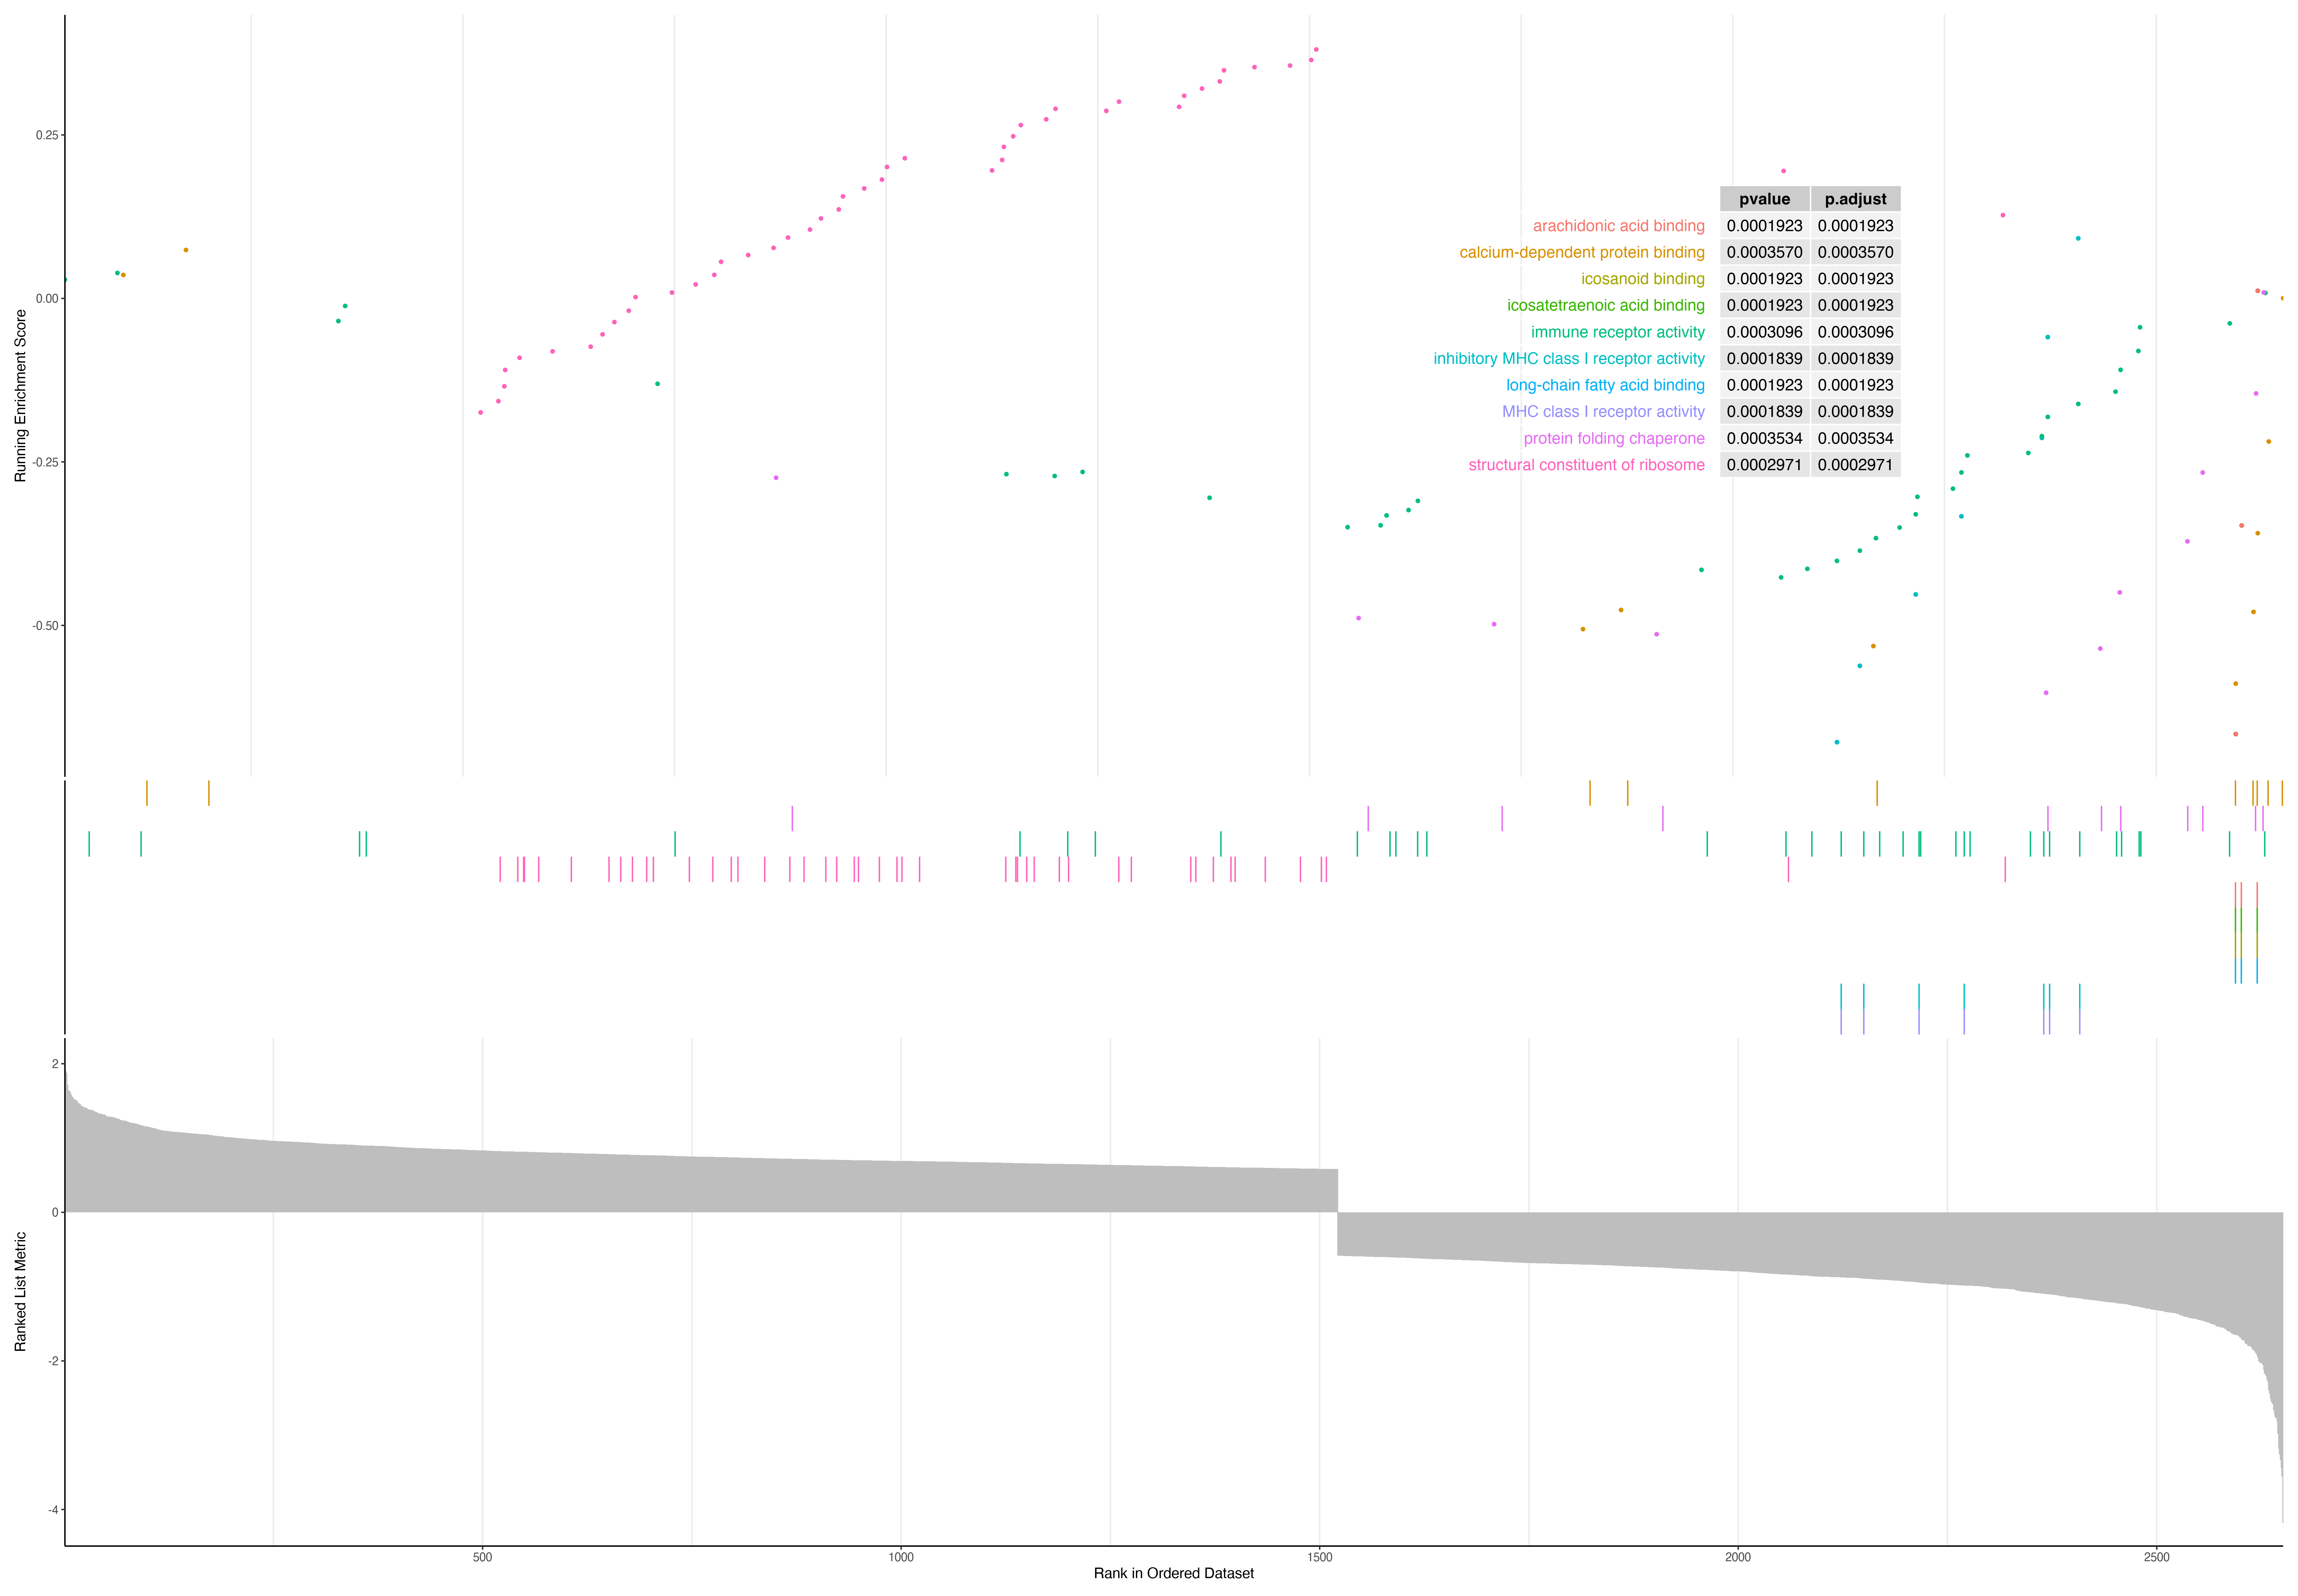 Running Enrichment Score
0.25
0.00
-0.25
-0.50
pvalue p.adjust
arachidonic acid binding 0.0001923 0.0001923
calcium-dependent protein binding 0.0003570 0.0003570
icosanoid binding 0.0001923 0.0001923
icosatetraenoic acid binding 0.0001923 0.0001923
immune receptor activity 0.0003096 0.0003096
inhibitory MHC class I receptor activity 0.0001839 0.0001839
long-chain fatty acid binding 0.0001923 0.0001923
MHC class I receptor activity 0.0001839 0.0001839
protein folding chaperone 0.0003534 0.0003534
structural constituent of ribosome 0.0002971 0.0002971
Ranked List Metric
2
0
-2
-4
500 1000 1500 2000 2500
Rank in Ordered Dataset